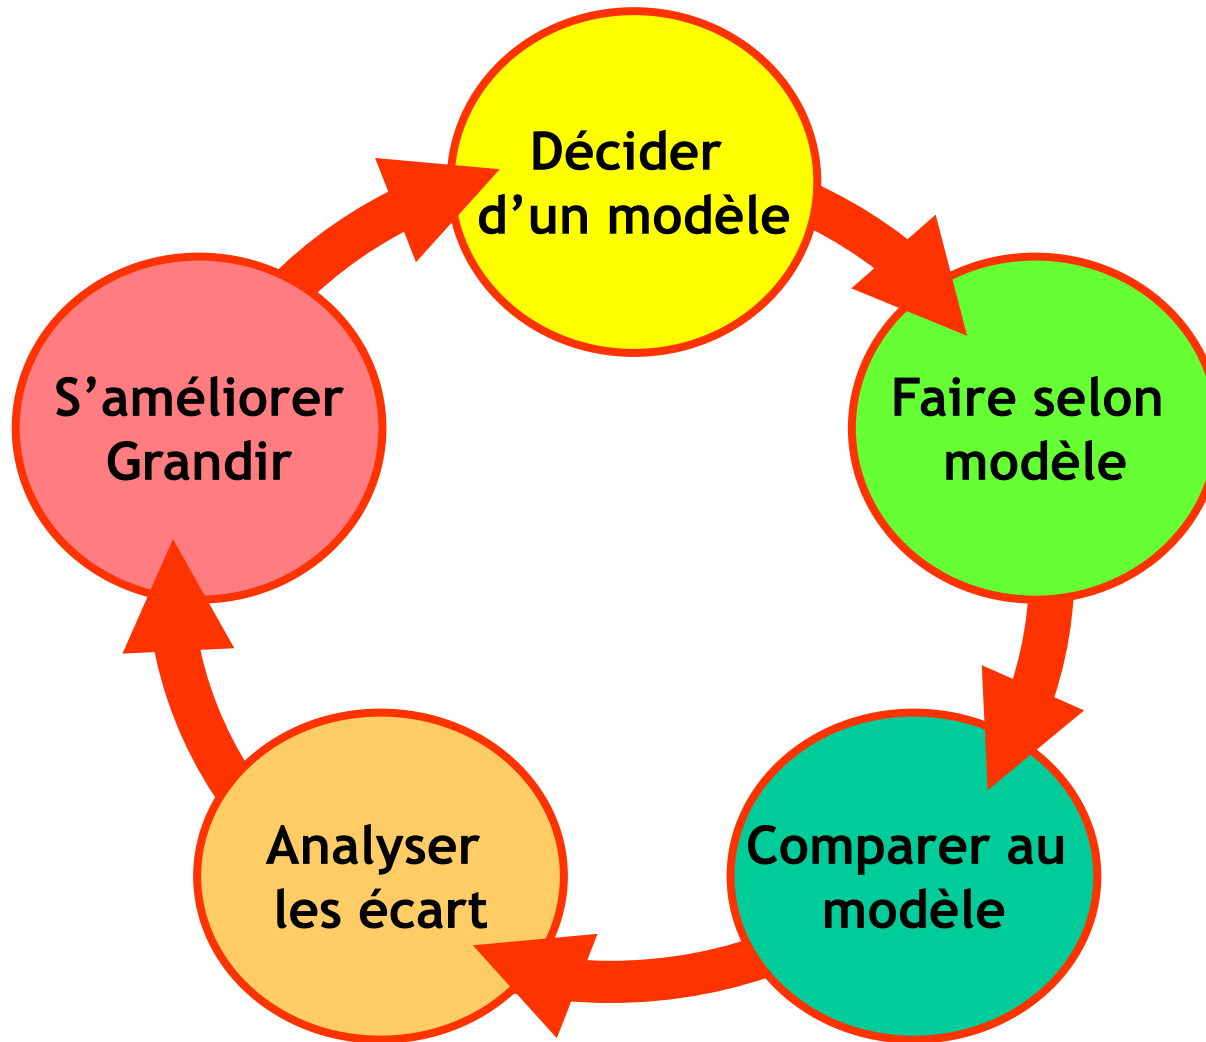 Décider
d’un modèle
Faire selon
modèle
Comparer au
modèle
Analyser
les écart
S’améliorer
Grandir